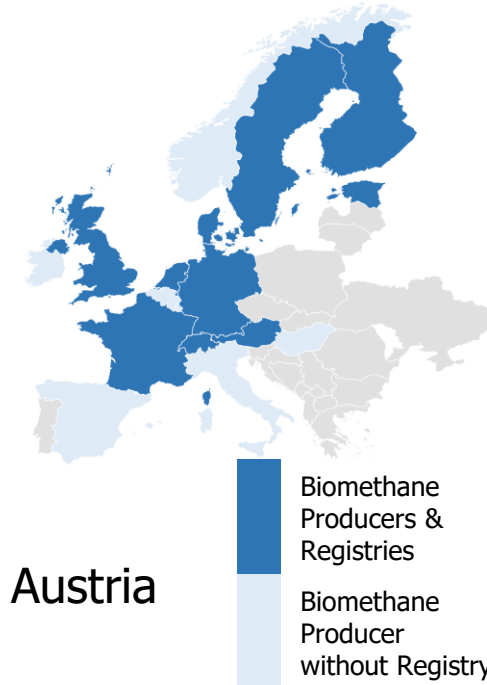 Biomethane
Producers &
Registries
Austria
Biomethane
Producer
without Registry